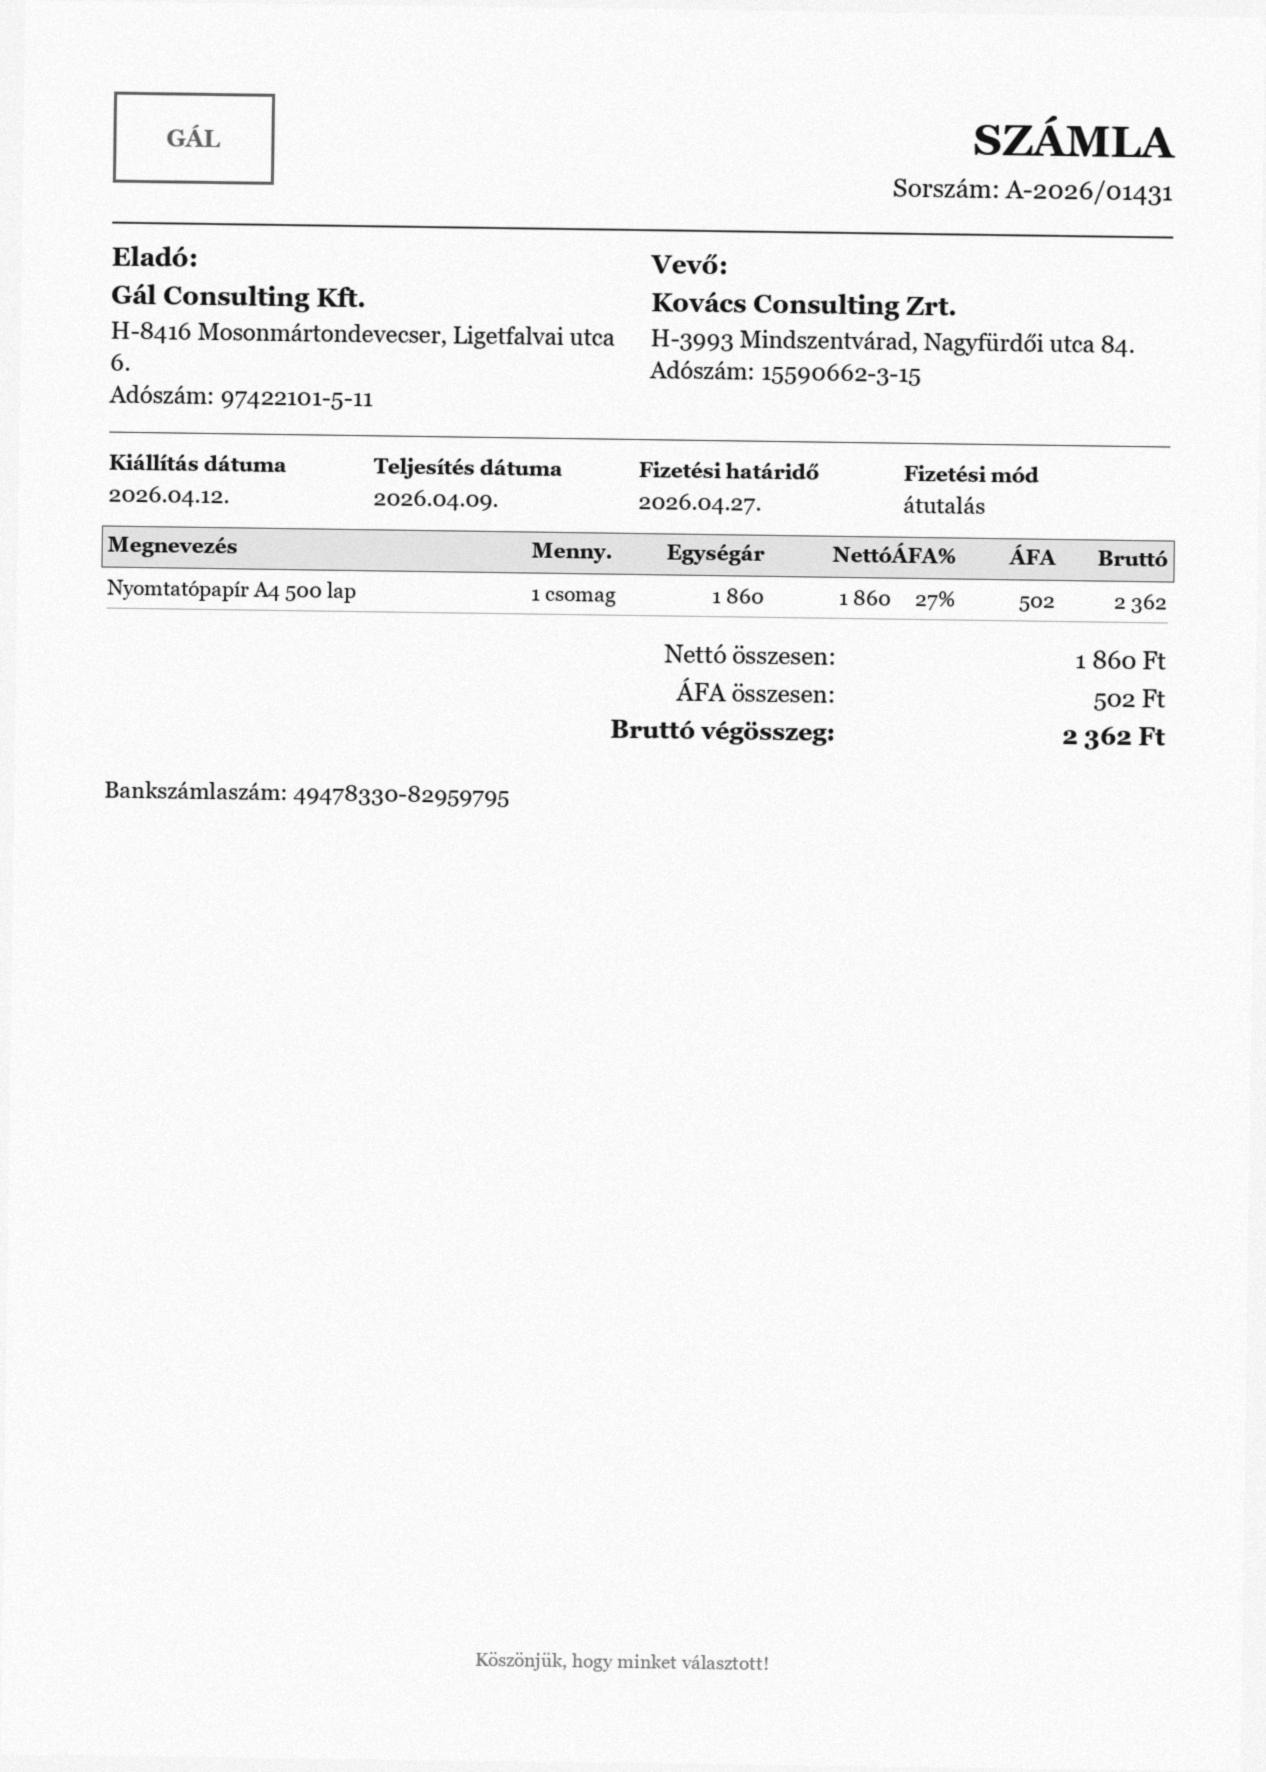 GÁL
SZÁMLA
Sorszám: A-2026/01431
Eladó:
Gál Consulting Kft.
H-8416 Mosonmártondevecser, Ligetfalvai utca
6.
Adószám: 97422101-5-11
Vevő:
Kovács Consulting Zrt.
H-3993 Mindszentvárad, Nagyfürdői utca 84.
Adószám: 15590662-3-15
Kiállítás dátuma Teljesítés dátuma Fizetési határidő Fizetési mód
2026.04.12. 2026.04.09. 2026.04.27. átutalás
Megnevezés Menny. Egységár Nettó ÁFA% ÁFA Bruttó
Nyomtatópapír A4 500 lap 1 csomag 1 860 1 860 27% 502 2 362
Nettó összesen: 1 860 Ft
ÁFA összesen: 502 Ft
Bruttó végösszeg: 2 362 Ft
Bankszámlaszám: 49478330-82959795
Köszönjük, hogy minket választott!